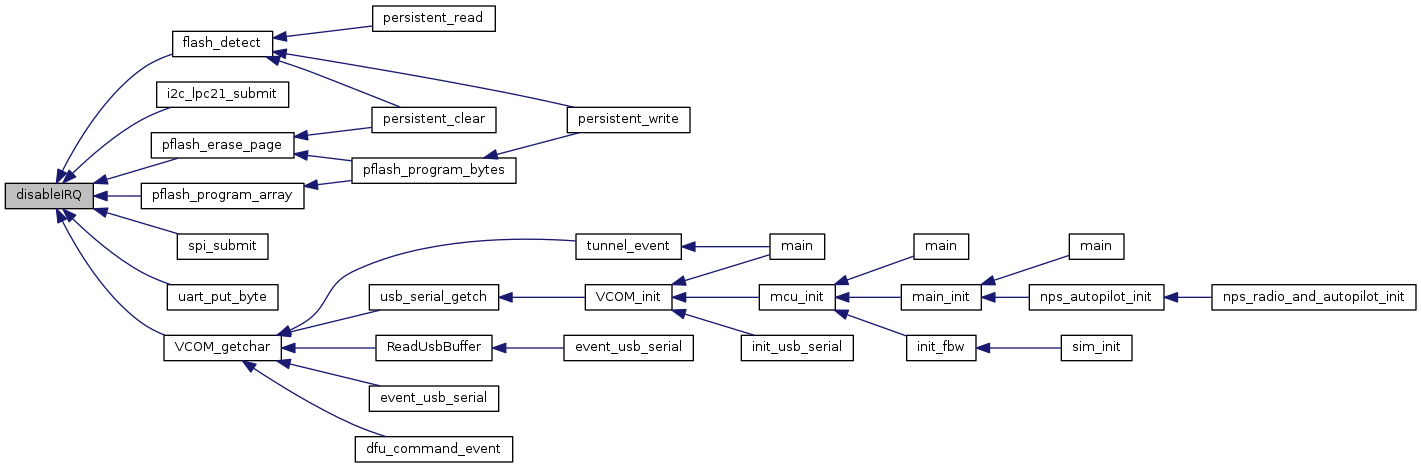 persistent_read
flash_detect
i2c_lpc21_submit
persistent_clear
persistent_write
pflash_erase_page
pflash_program_bytes
disableIRQ
pflash_program_array
spi_submit
tunnel_event
main
main
main
uart_put_byte
usb_serial_getch
VCOM_init
mcu_init
main_init
nps_autopilot_init
nps_radio_and_autopilot_init
VCOM_getchar
ReadUsbBuffer
event_usb_serial
init_usb_serial
init_fbw
sim_init
event_usb_serial
dfu_command_event